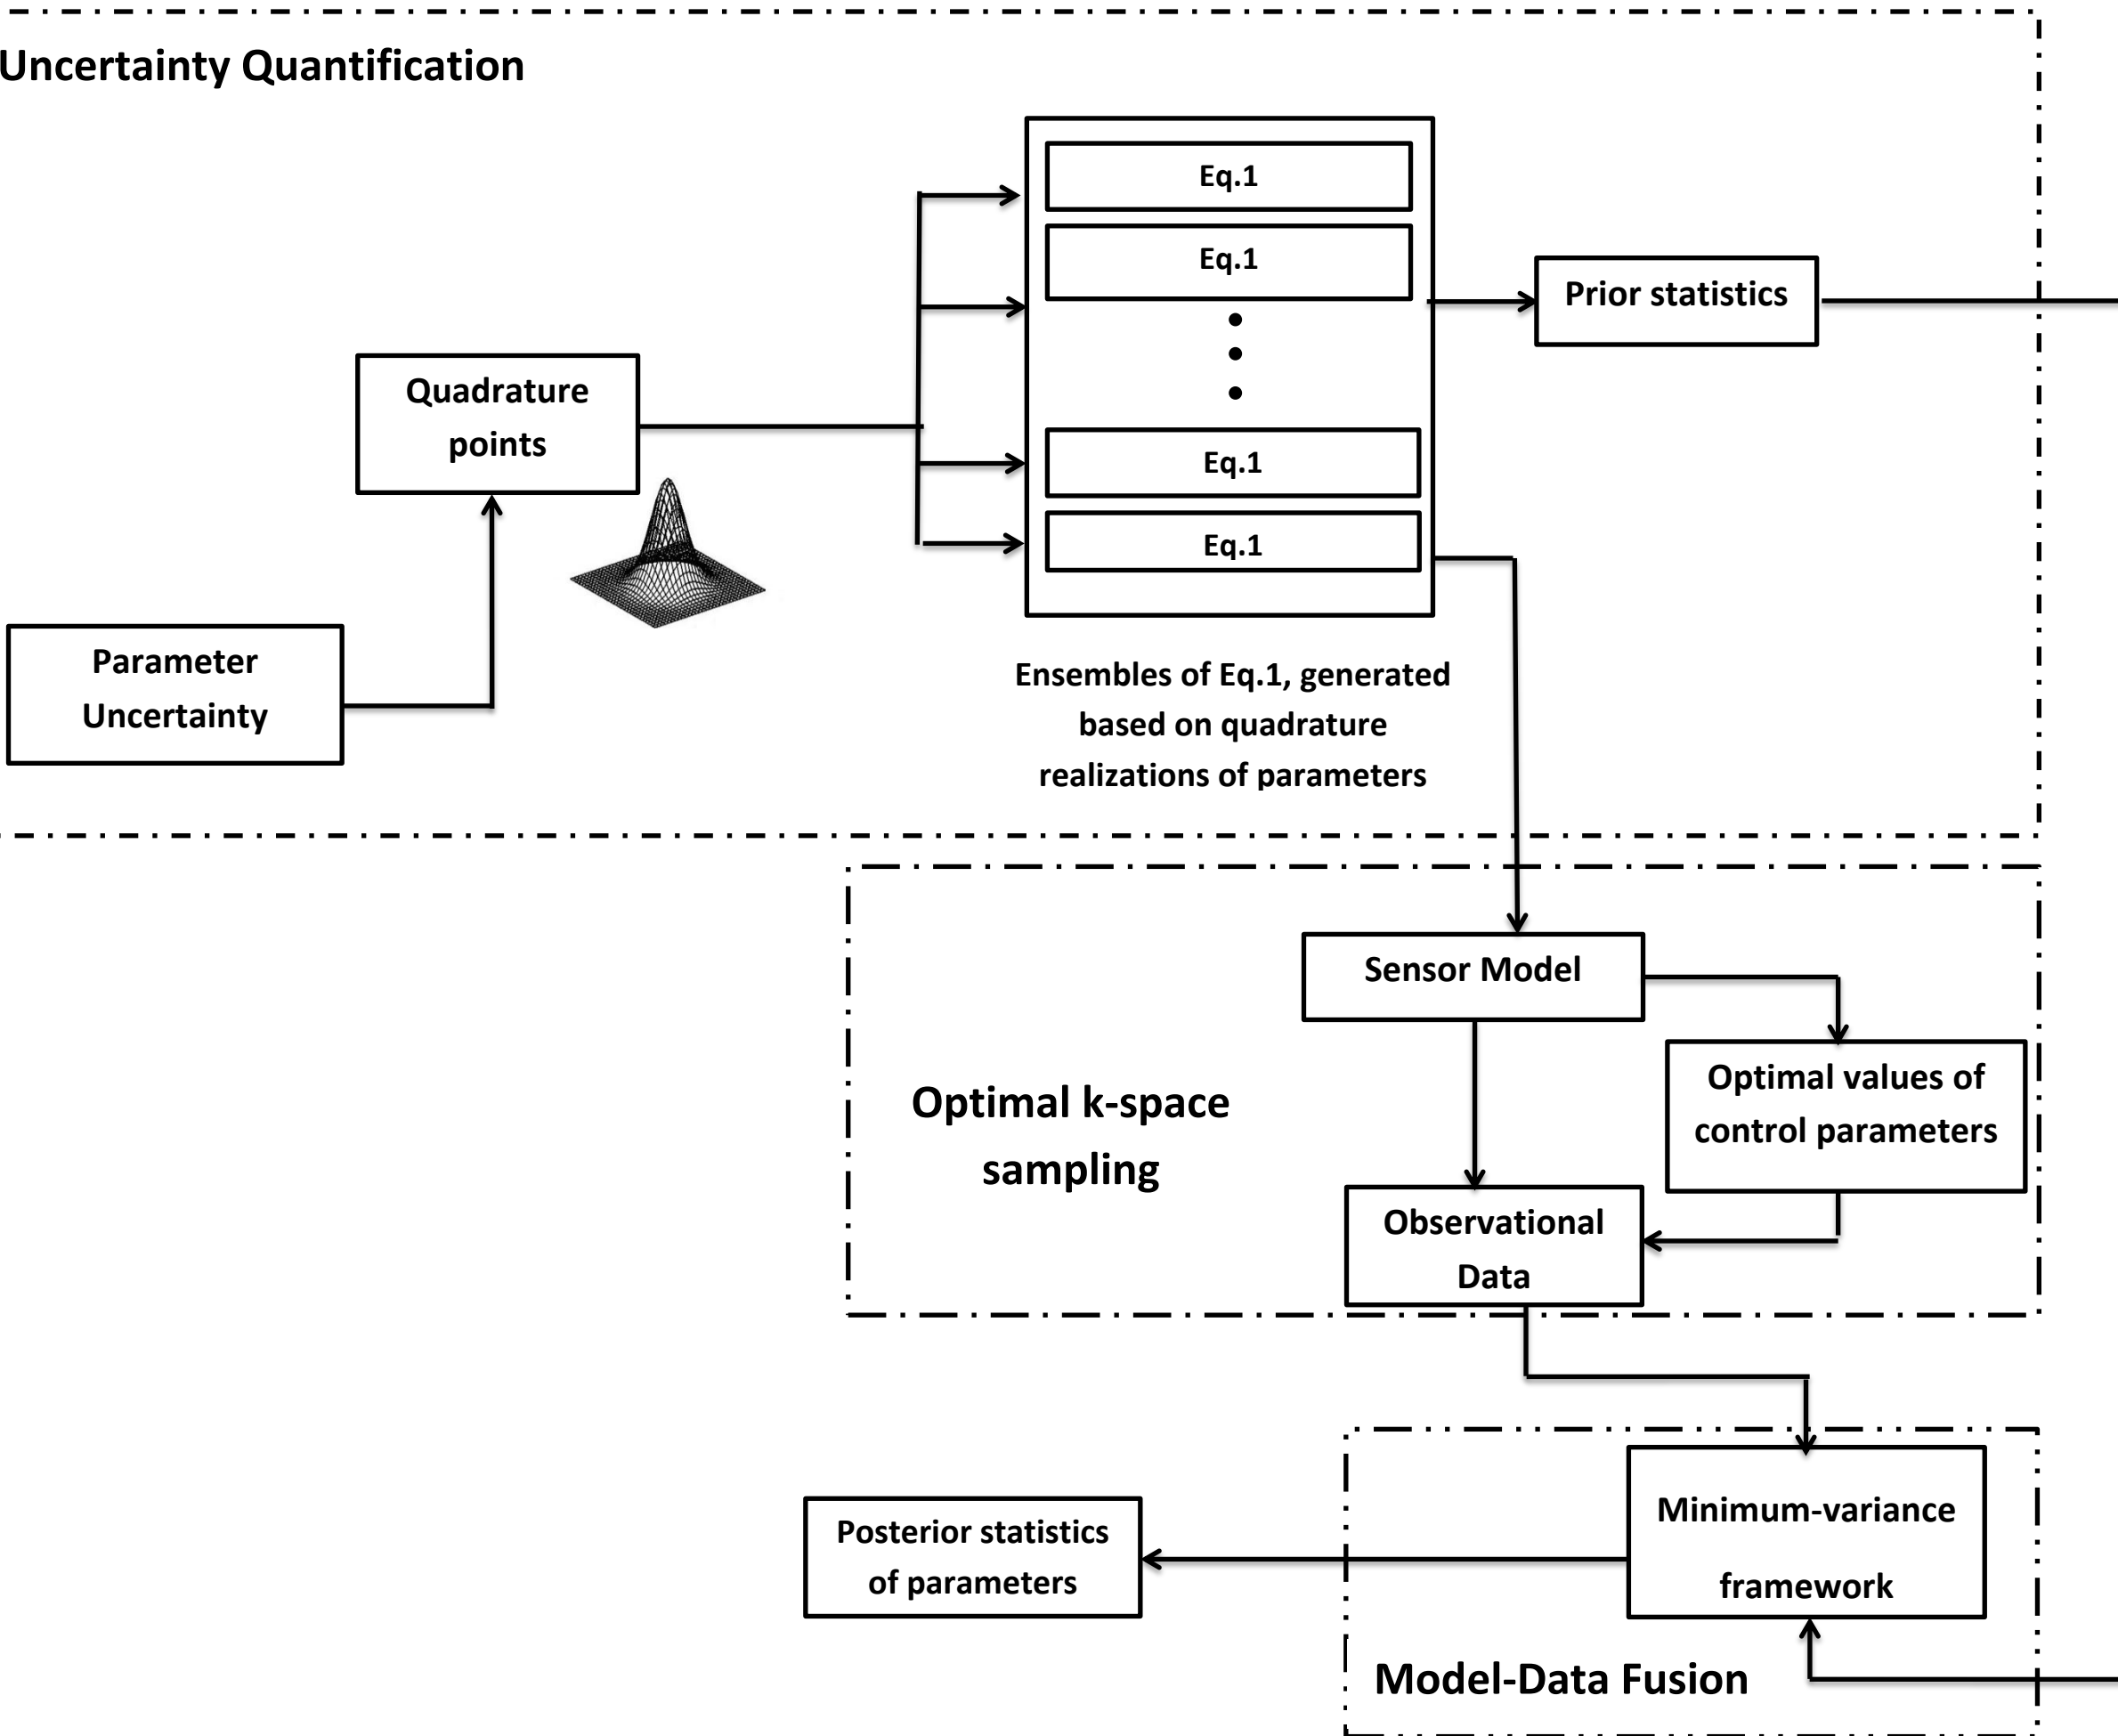 Uncertainty Quantification
Eq.1
Eq.1
Prior statistics
Quadrature
points
Eq.1
Eq.1
Parameter
Uncertainty
Ensembles of Eq.1, generated
based on quadrature
realizations of parameters
Sensor Model
Optimal values of
control parameters
Optimal k-space
sampling
Observational
Data
Minimum-variance
framework
Posterior statistics
of parameters
Model-Data Fusion